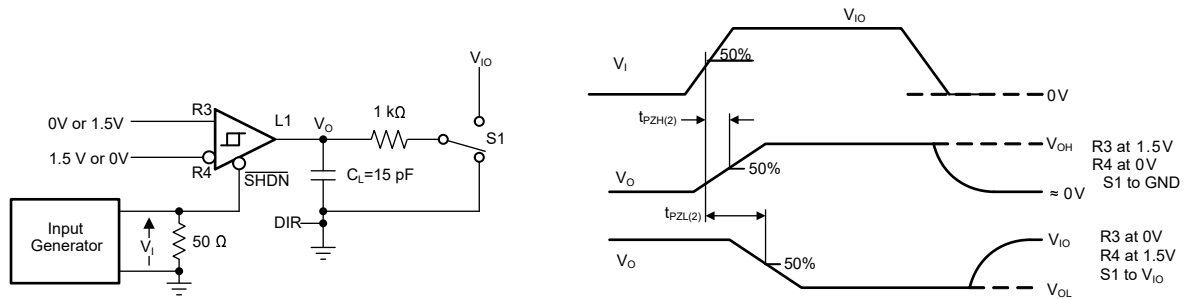 0V or 1.5V
1.5 V or 0V
R3
R4
L1
SHDN
V_O
1 kΩ
V_IO
S1
C_L=15 pF
DIR
Input
Generator
V_I
50 Ω
V_I
V_IO
50%
0V
t_PZH(2)
V_O
50%
V_OH
≈ 0V
R3 at 1.5V
R4 at 0V
S1 to GND
t_PZL(2)
V_O
50%
V_IO
V_OL
R3 at 0V
R4 at 1.5V
S1 to V_IO